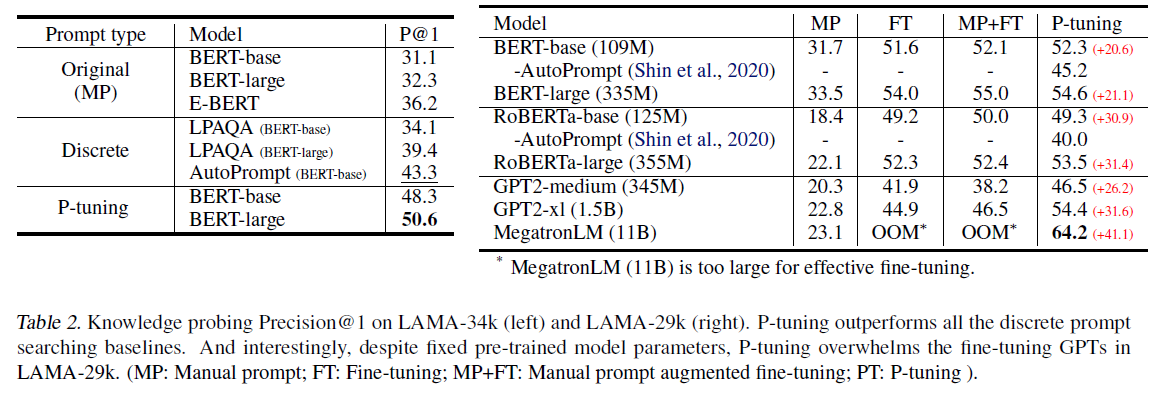 Prompt type Model P@1
Original (MP) BERT-base 31.1
BERT-large 32.3
E-BERT 36.2
Discrete LPAQA (BERT-base) 34.1
LPAQA (BERT-large) 39.4
AutoPrompt (BERT-base) 43.3
P-tuning BERT-base 48.3
BERT-large 50.6
Model MP FT MP+FT P-tuning
BERT-base (109M) 31.7 51.6 52.1 52.3 (+20.6)
-AutoPrompt (Shin et al., 2020) - - - 45.2
BERT-large (335M) 33.5 54.0 55.0 54.6 (+21.1)
RoBERTa-base (125M) 18.4 49.2 50.0 49.3 (+30.9)
-AutoPrompt (Shin et al., 2020) - - - 40.0
RoBERTa-large (355M) 22.1 52.3 52.4 53.5 (+31.4)
GPT2-medium (345M) 20.3 41.9 38.2 46.5 (+26.2)
GPT2-xl (1.5B) 22.8 44.9 46.5 54.4 (+31.6)
MegatronLM (11B) 23.1 OOM* OOM* 64.2 (+41.1)
* MegatronLM (11B) is too large for effective fine-tuning.
Table 2. Knowledge probing Precision@1 on LAMA-34k (left) and LAMA-29k (right). P-tuning outperforms all the discrete prompt
searching baselines. And interestingly, despite fixed pre-trained model parameters, P-tuning overwhelms the fine-tuning GPTs in
LAMA-29k. (MP: Manual prompt; FT: Fine-tuning; MP+FT: Manual prompt augmented fine-tuning; PT: P-tuning ).